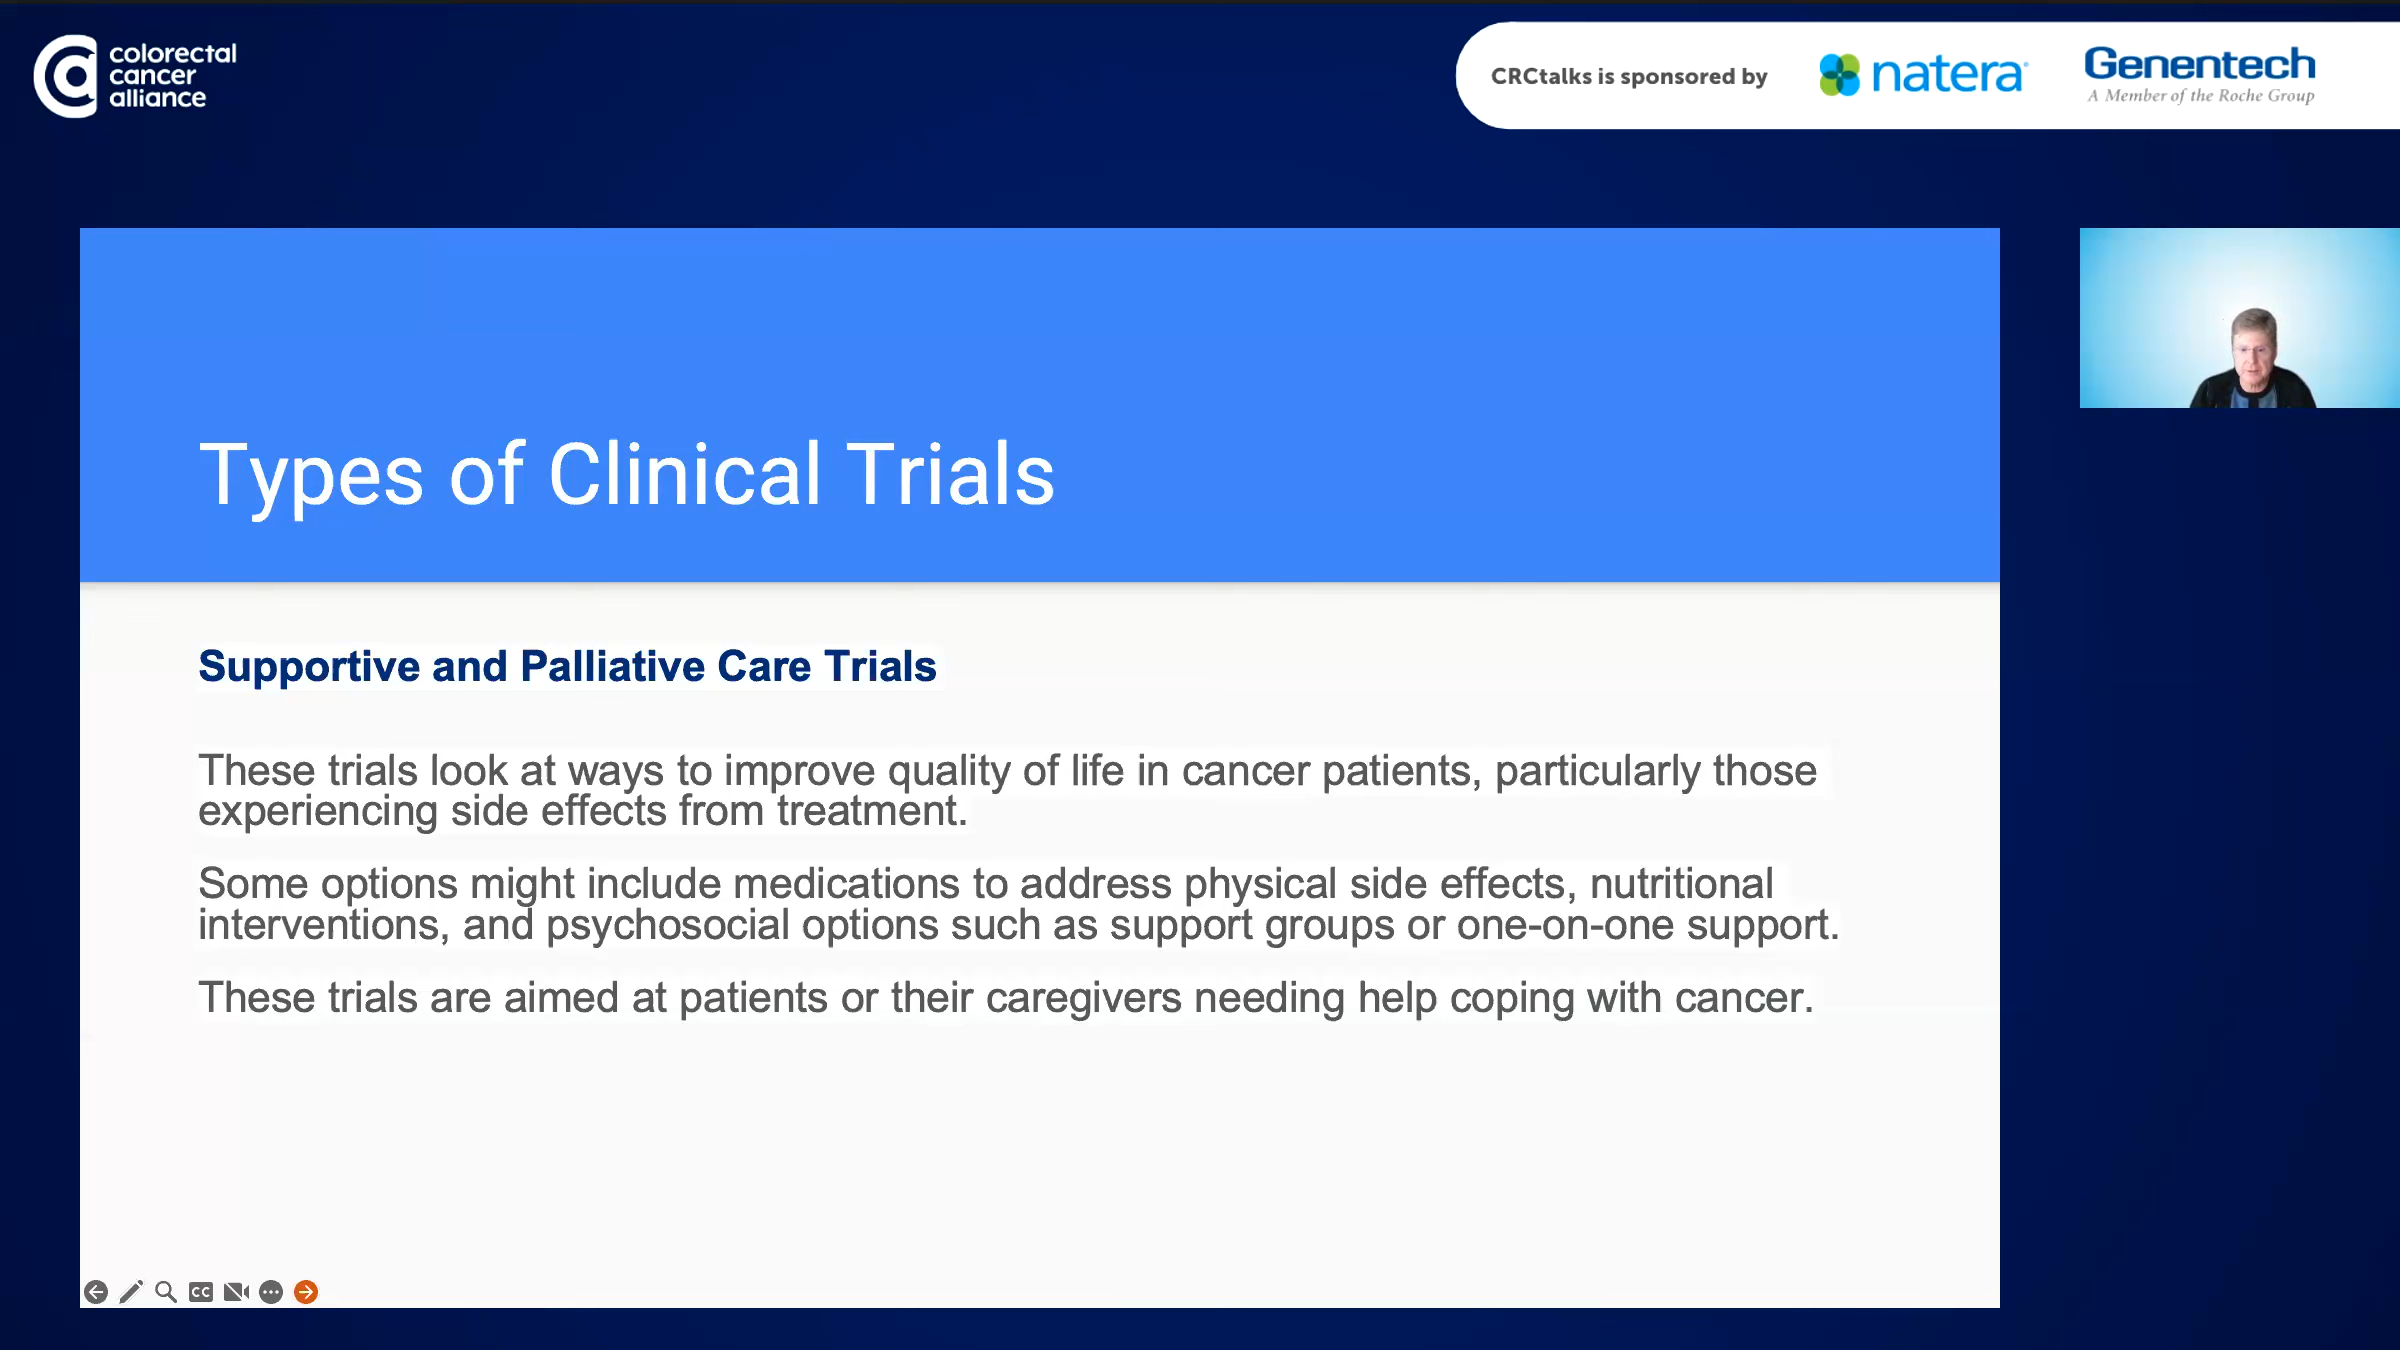 colorectal
cancer
alliance
CRCtalks is sponsored by
natera
Genentech
A Member of the Roche Group
Types of Clinical Trials
Supportive and Palliative Care Trials
These trials look at ways to improve quality of life in cancer patients, particularly those
experiencing side effects from treatment.
Some options might include medications to address physical side effects, nutritional
interventions, and psychosocial options such as support groups or one-on-one support.
These trials are aimed at patients or their caregivers needing help coping with cancer.
CC